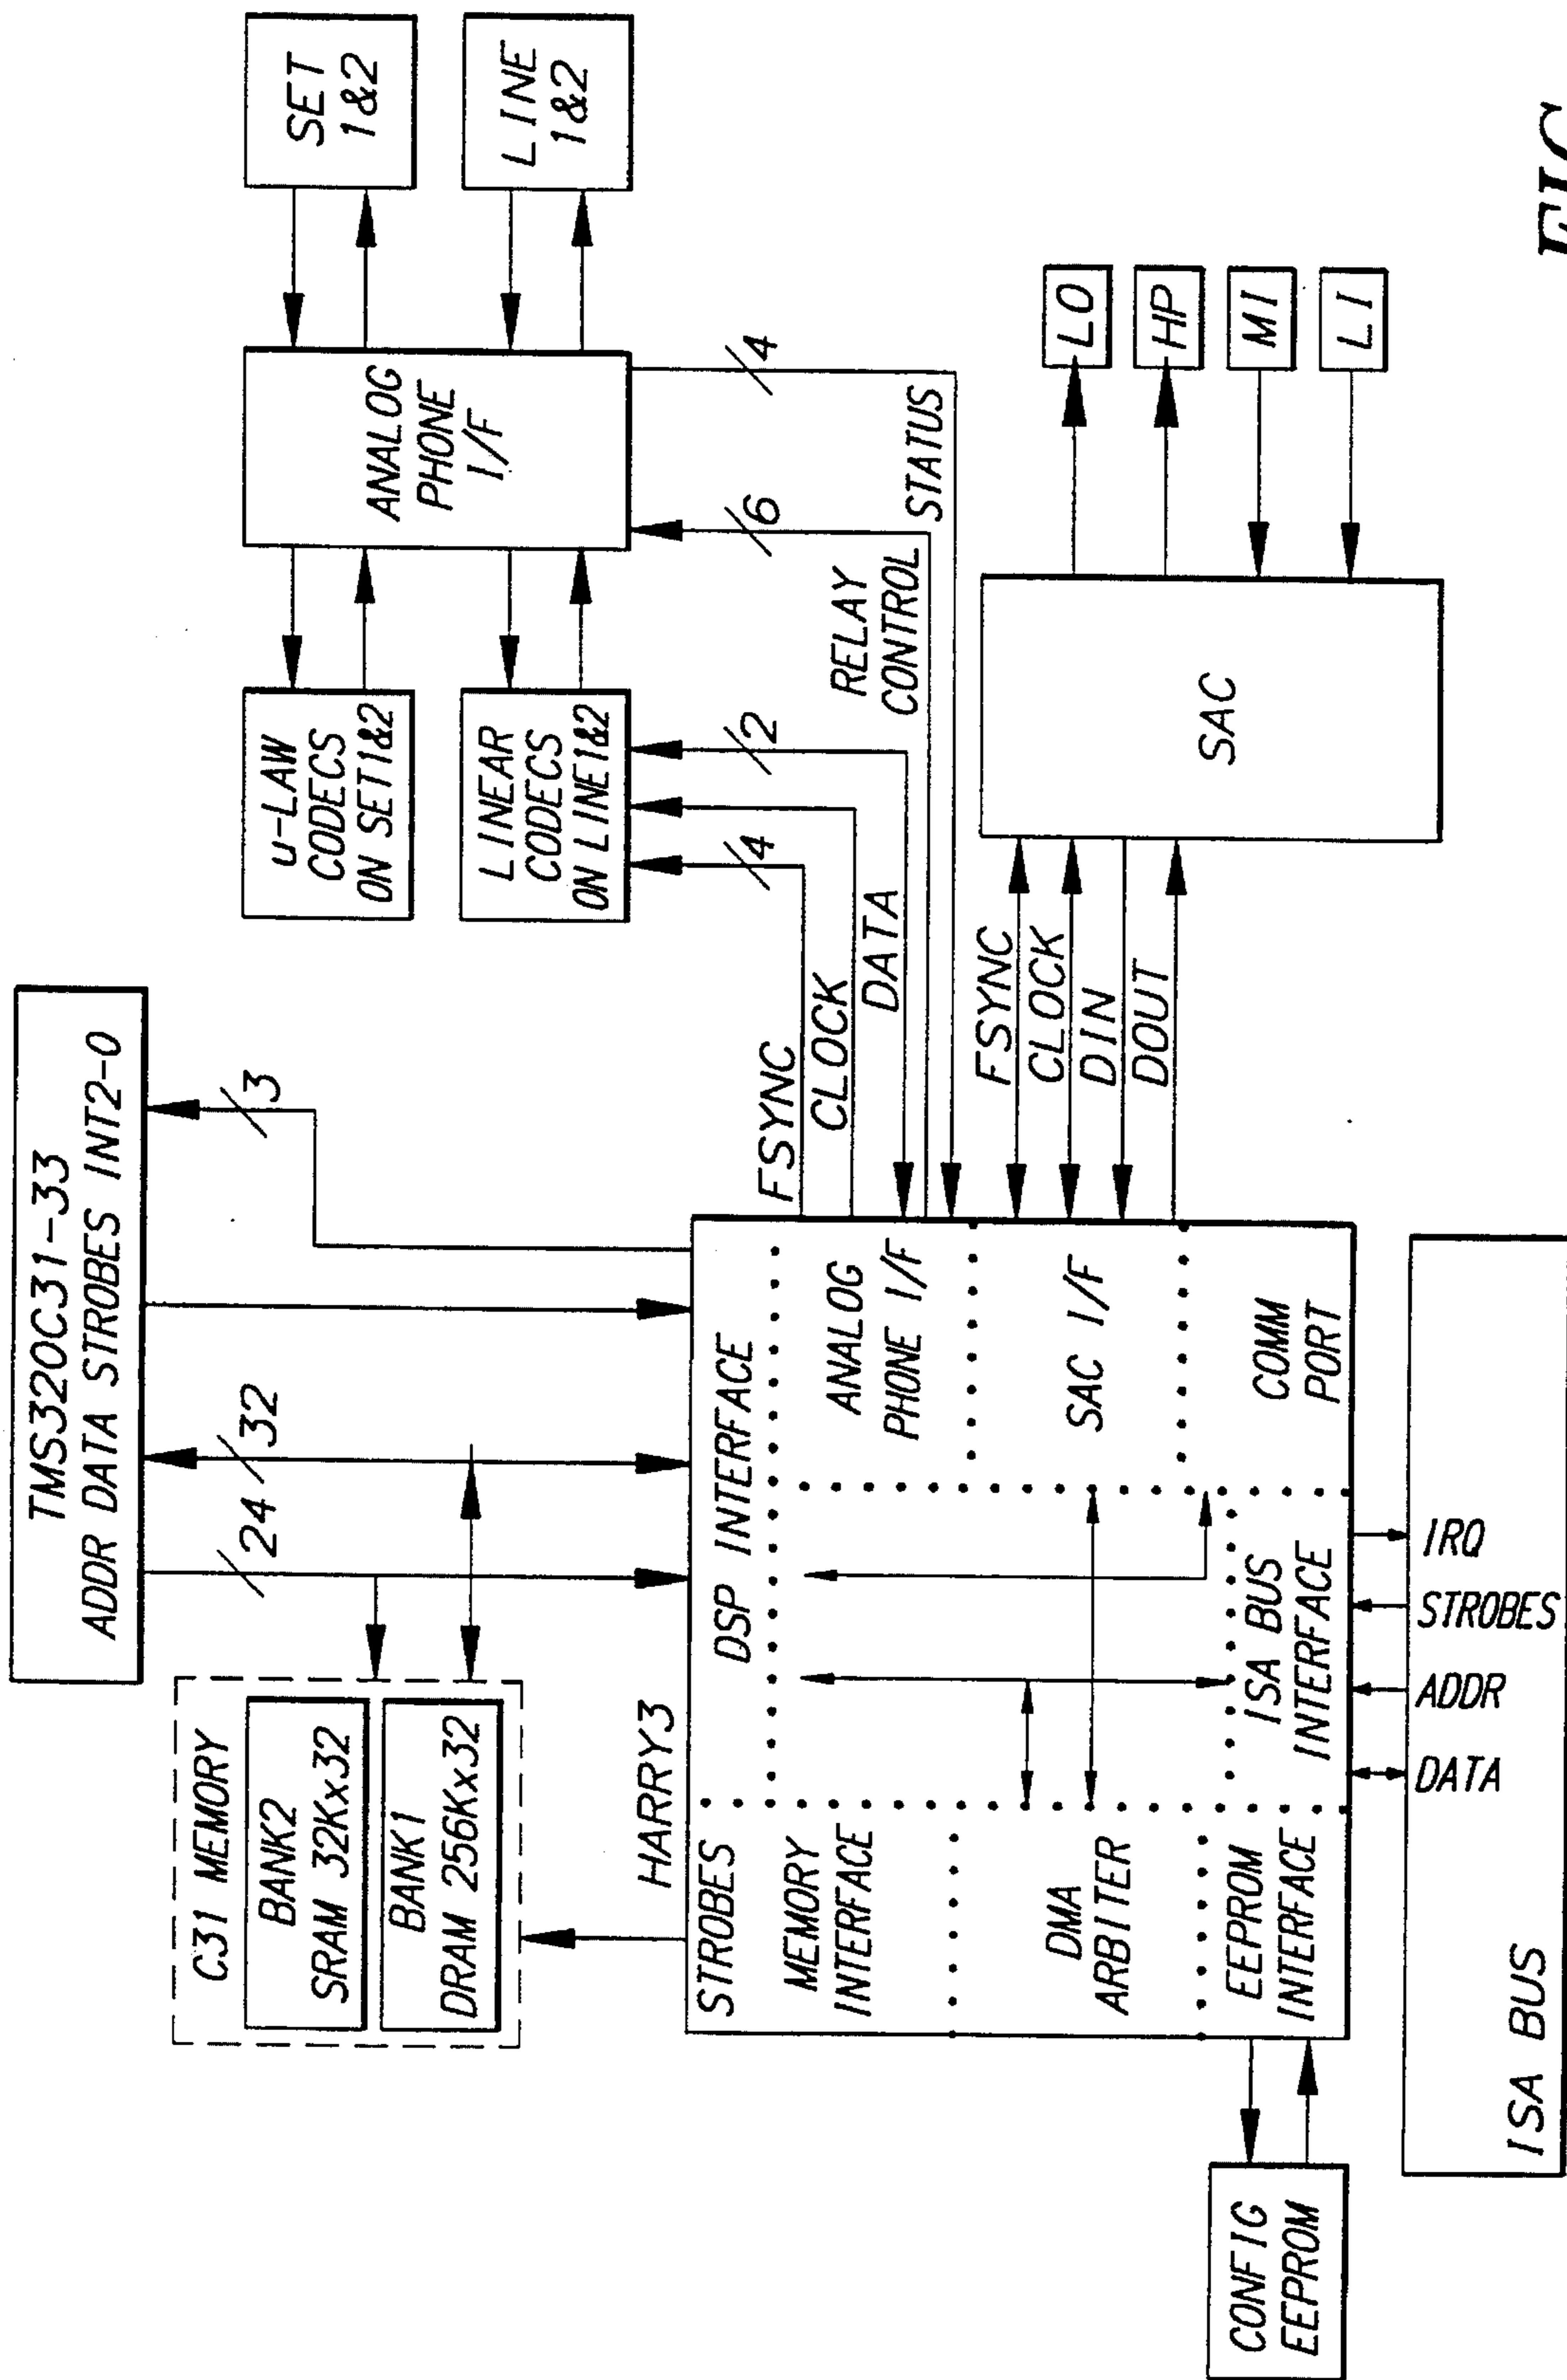 TMS320C31-33
ADDR DATA STROBES INT2-0
24
32
3
C31 MEMORY
BANK2
SRAM 32Kx32
BANK1
DRAM 256Kx32
u-LAW
CODECS
ON SET1&2
LINEAR
CODECS
ON LINE1&2
ANALOG
PHONE
I/F
SET
1&2
LINE
1&2
4
2
6
4
FSYNC
CLOCK
DATA
RELAY
CONTROL
STATUS
HARRY3
STROBES
DSP INTERFACE
MEMORY
INTERFACE
ANALOG
PHONE I/F
DMA
ARBITER
SAC I/F
EEPROM
INTERFACE
ISA BUS
INTERFACE
COMM
PORT
FSYNC
CLOCK
DIN
DOUT
SAC
LO
HP
MI
LI
CONFIG
EEPROM
DATA
ADDR
STROBES
IRQ
ISA BUS
FIG